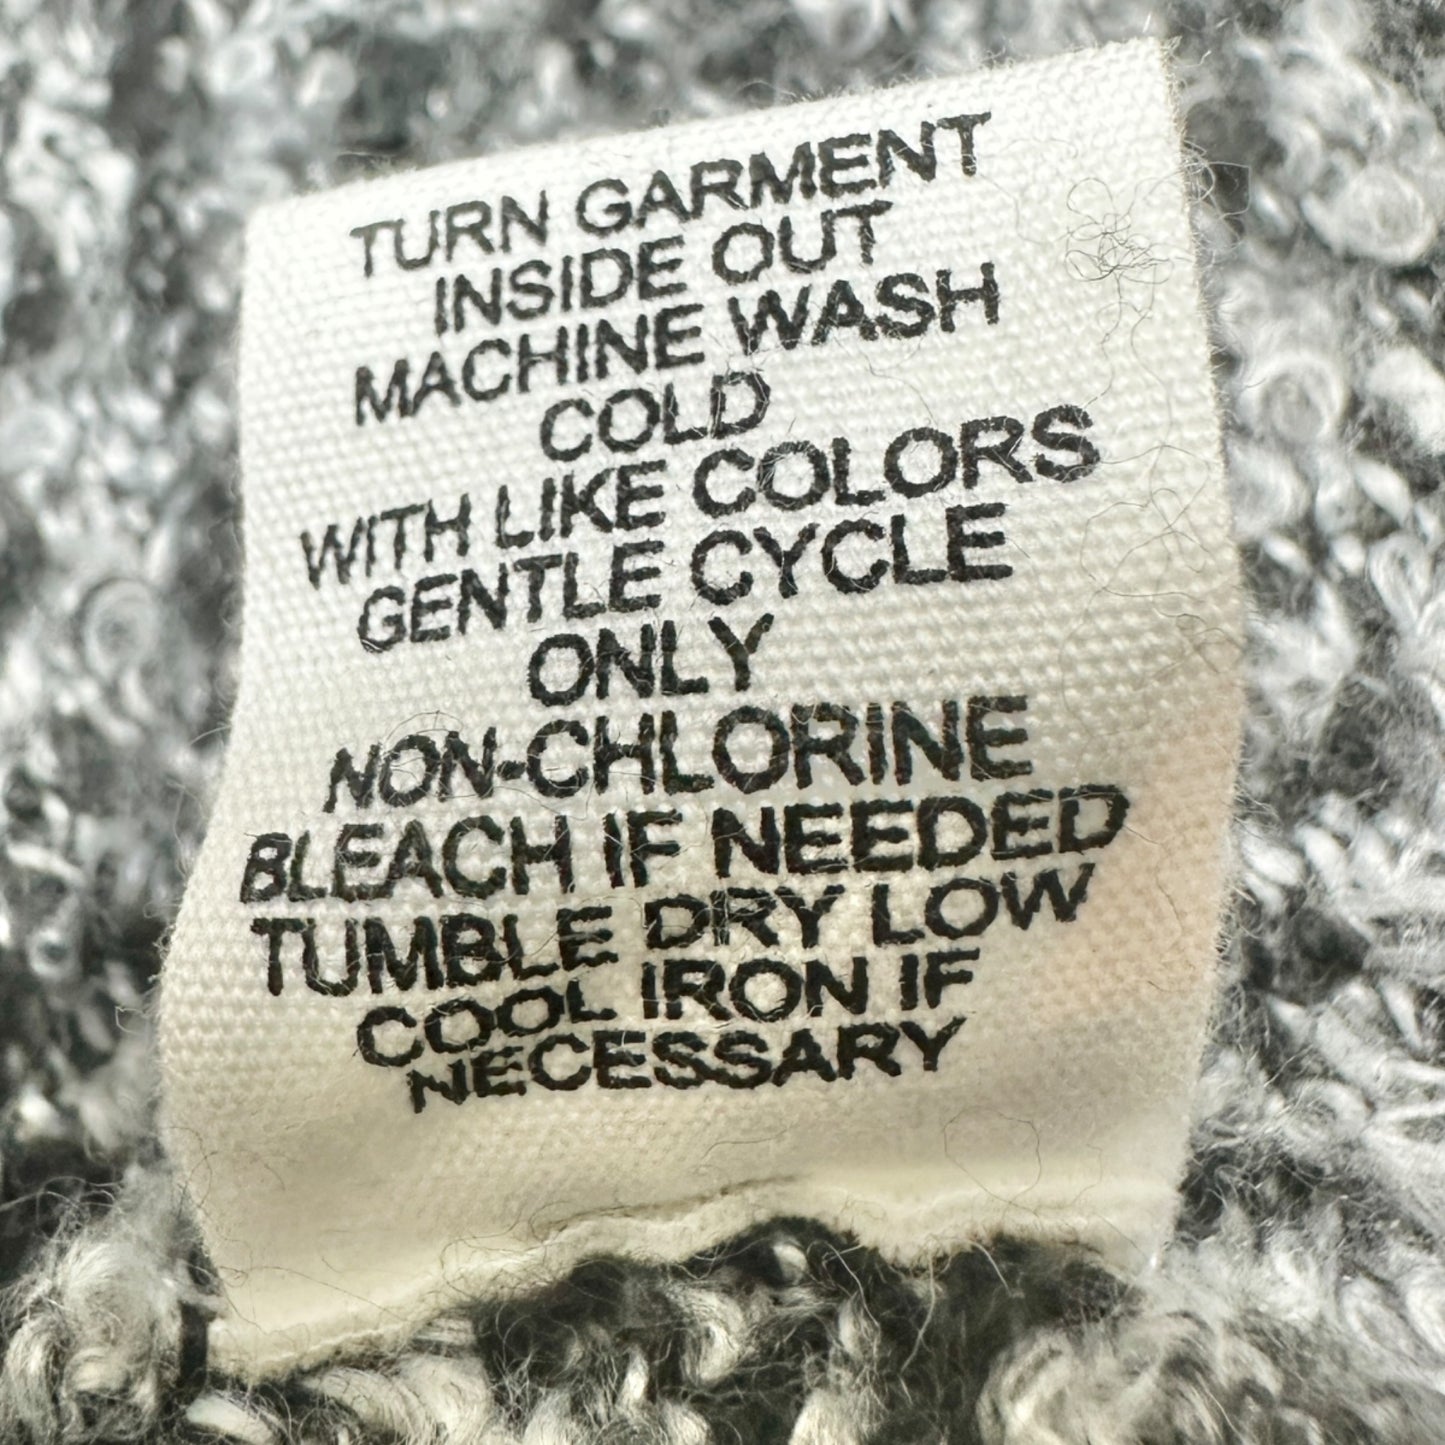 TURN GARMENT
INSIDE OUT
MACHINE WASH
COLD
WITH LIKE COLORS
GENTLE CYCLE
ONLY
NON-CHLORINE
BLEACH IF NEEDED
TUMBLE DRY LOW
COOL IRON IF
NECESSARY